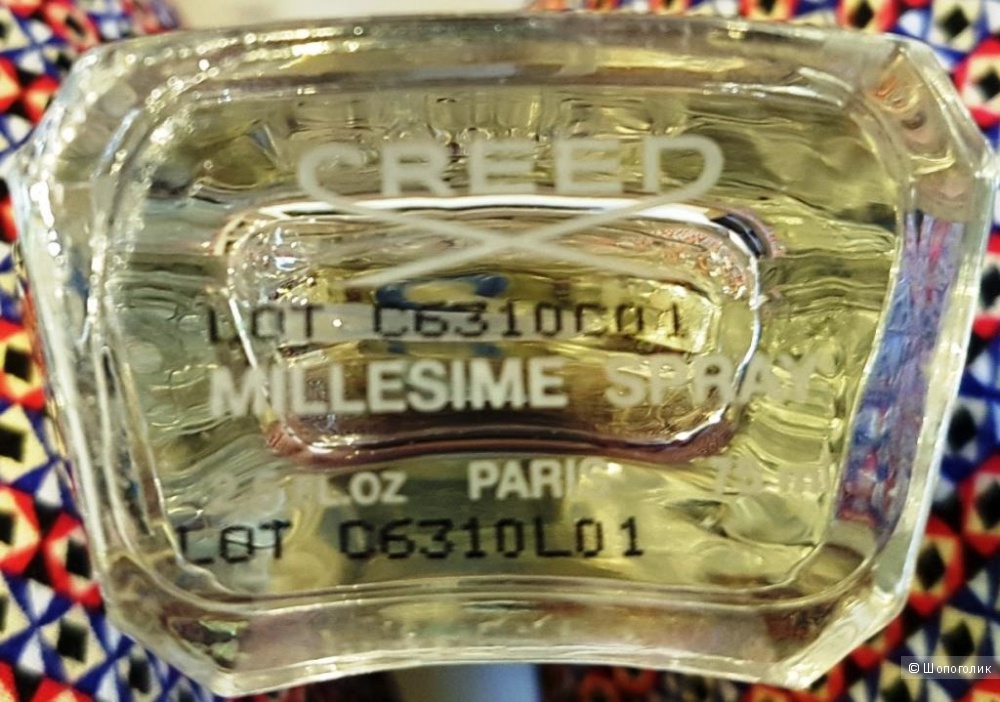 CREED
LOT C6310C01
MILLESIME SPRAY
2.5 FL.OZ PARIS 75 ml
LOT C6310L01
© Шопоголик